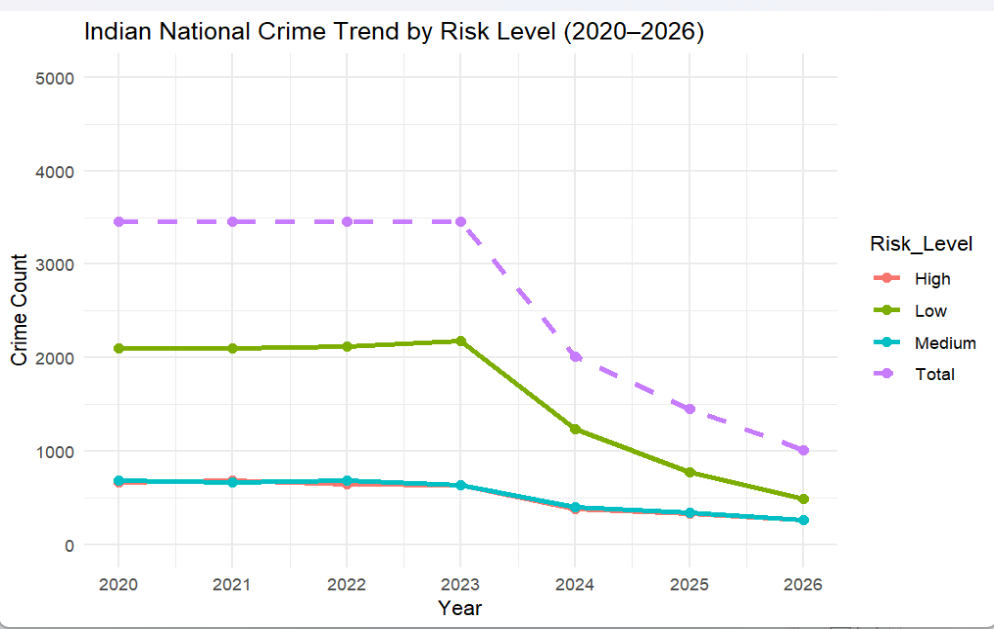 Indian National Crime Trend by Risk Level (2020–2026)
5000
4000
3000
2000
1000
0
Crime Count
2020 2021 2022 2023 2024 2025 2026
Year
Risk_Level
High
Low
Medium
Total